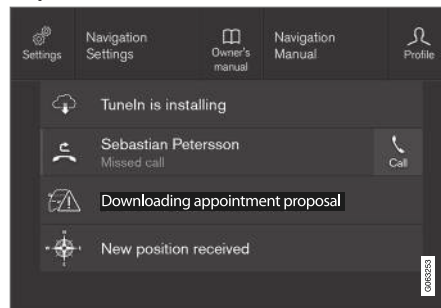 Settings
Navigation
Settings
Owner's
manual
Navigation
Manual
Profile
TuneIn is installing
Sebastian Petersson
Missed call
Call
Downloading appointment proposal
New position received
G063253